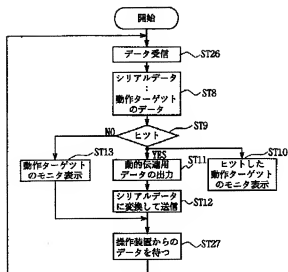 開始
データ受信
ST26
シリアルデータ
:
動作ターゲットのデータ
ST8
ヒット
ST9
NO
YES
ST13
動作ターゲットのモニタ表示
ST11
動的伝達用データの出力
ST10
ヒットした動作ターゲットのモニタ表示
シリアルデータに変換して送信
ST12
操作装置からのデータを待つ
ST27